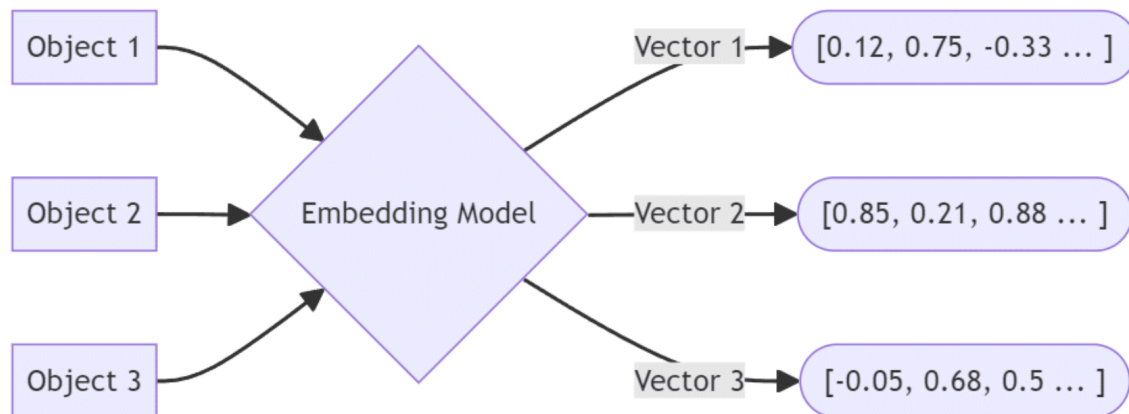 Object 1
Vector 1
[0.12, 0.75, -0.33 ... ]
Object 2
Embedding Model
Vector 2
[0.85, 0.21, 0.88 ... ]
Object 3
Vector 3
[-0.05, 0.68, 0.5 ... ]